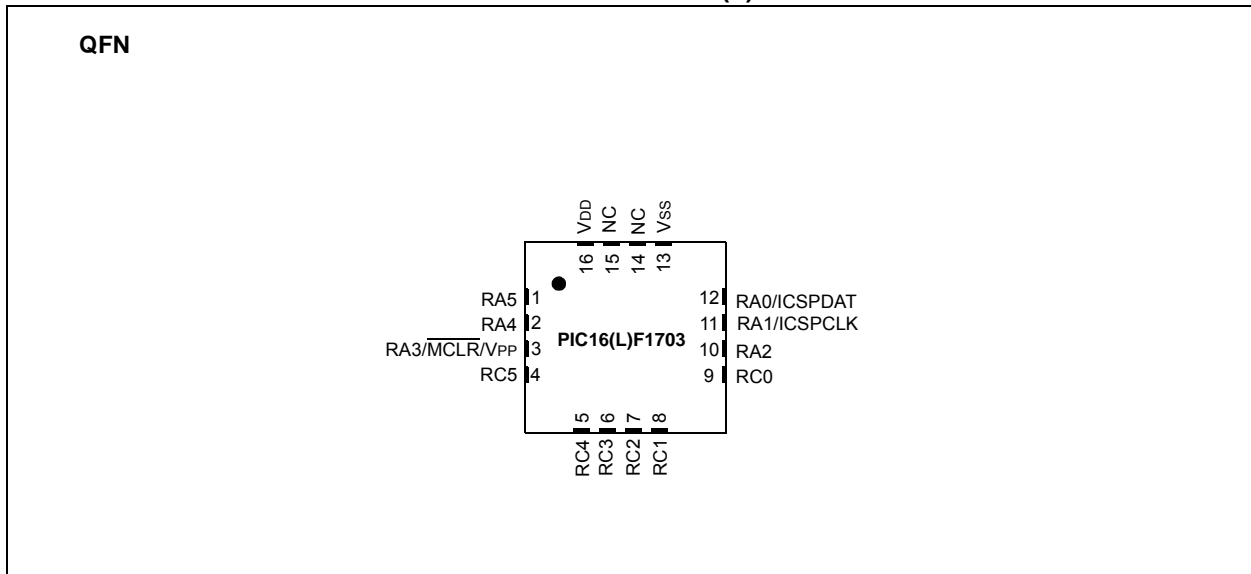 QFN
VDD NC NC VSS
16 15 14 13
RA5 1
RA4 2
RA3/MCLR/VPP 3
RC5 4
PIC16(L)F1703
12 RA0/ICSPDAT
11 RA1/ICSPCLK
10 RA2
9 RC0
5 6 7 8
RC4 RC3 RC2 RC1